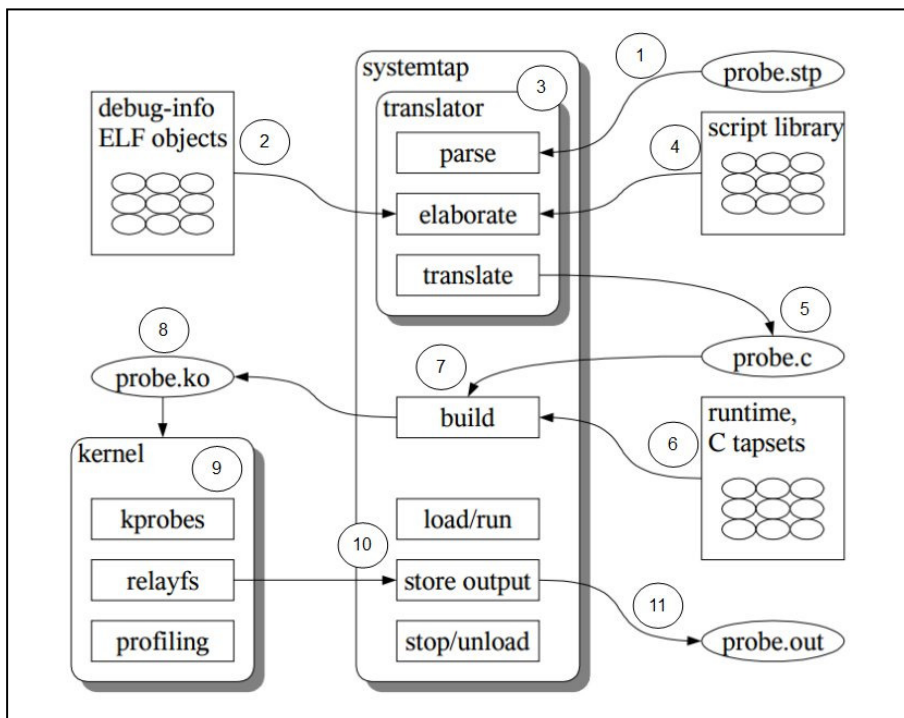 1
probe.stp
systemtap
3
translator
debug-info
ELF objects
2
parse
4
script library
elaborate
translate
5
8
probe.c
7
probe.ko
build
runtime,
C tapsets
6
kernel
9
kprobes
load/run
10
relayfs
store output
11
profiling
stop/unload
probe.out